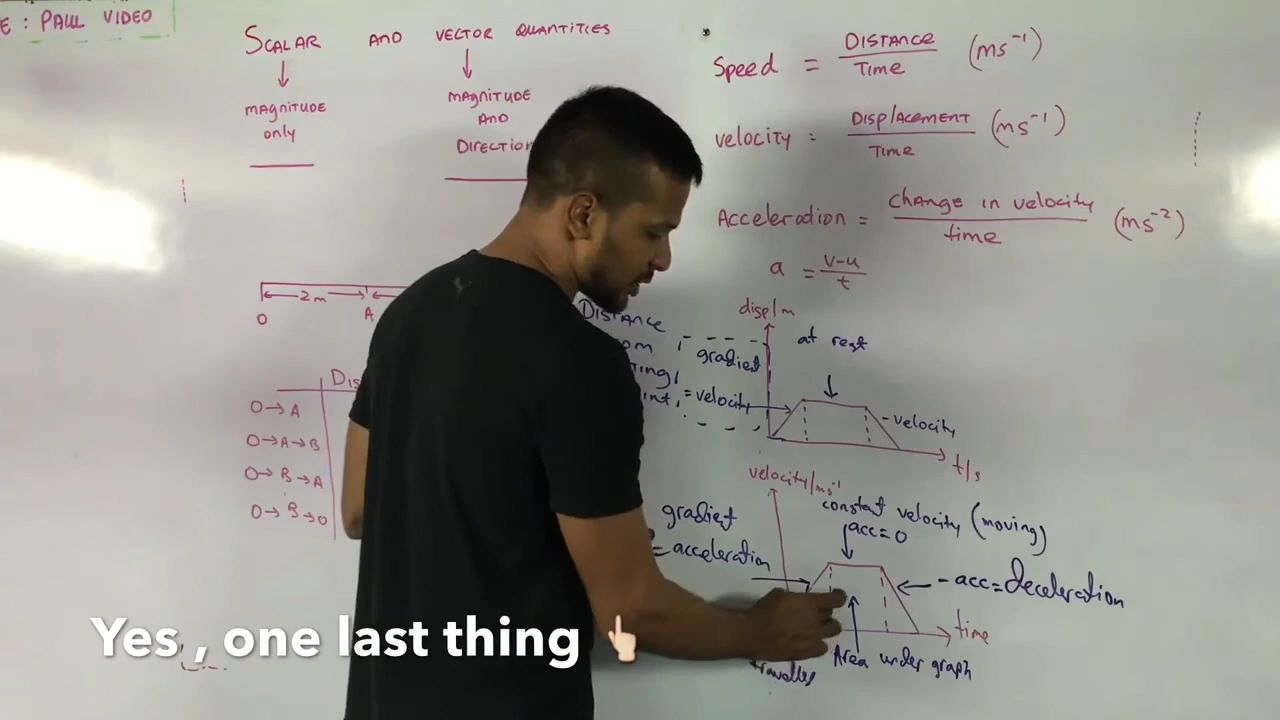 E : PAUL VIDEO
SCALAR AND VECTOR QUANTITIES
MAGNITUDE only
MAGNITUDE AND DIRECTION
2m
O A
O→A
O→A→B
O→B→A
O→B→O
DISTANCE
Speed = DISTANCE / TIME (ms⁻¹)
velocity = DISPLACEMENT / TIME (ms⁻¹)
Acceleration = change in velocity / time (ms⁻²)
a = v-u / t
disp/m
at rest
gradient
= velocity
-velocity
t/s
velocity/ms⁻¹
constat velocity (moving)
acc=0
gradient
= acceleration
-acc=deceleration
time
Area under graph
Yes , one last thing